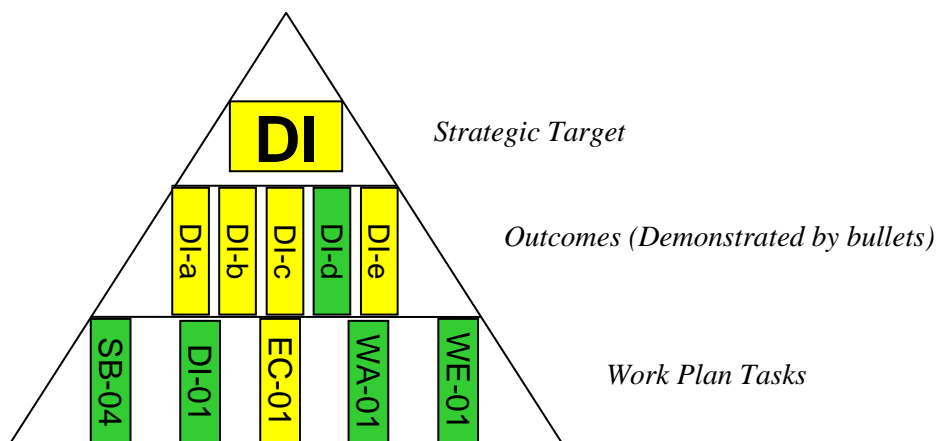 DI
Strategic Target
DI-a
DI-b
DI-c
DI-d
DI-e
Outcomes (Demonstrated by bullets)
SB-04
DI-01
EC-01
WA-01
WE-01
Work Plan Tasks